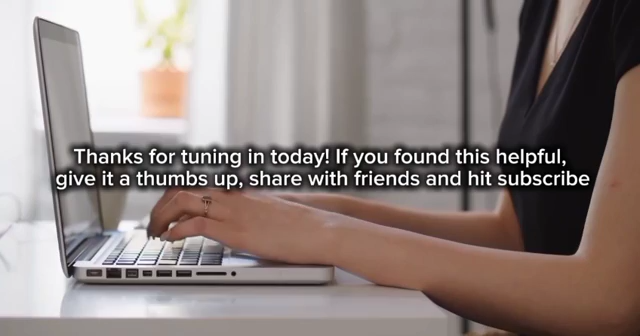 Thanks for tuning in today! If you found this helpful,
give it a thumbs up, share with friends and hit subscribe